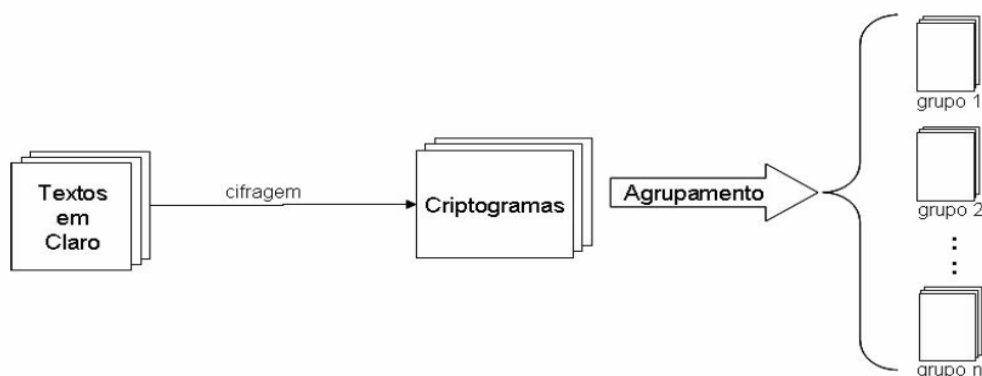 Textos
em
Claro
cifragem
Criptogramas
Agrupamento
grupo 1
grupo 2
grupo n